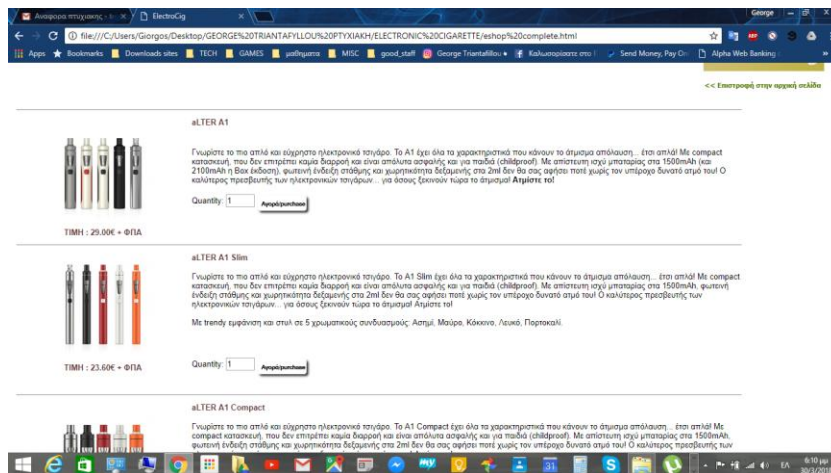 Αναφορα πτυχιακης -
ElectroCig
George
file:///C:/Users/Giorgos/Desktop/GEORGE%20TRIANTAFYLLOU%20PTYXIAKH/ELECTRONIC%20CIGARETTE/eshop%20complete.html
Apps Bookmarks Downloads sites TECH GAMES μαθηματα MISC good_staff George Triantafillou Καλωσορίσατε στο Send Money, Pay On Alpha Web Banking
<< Επιστροφή στην αρχική σελίδα
aLTER A1
Γνωρίστε το πιο απλό και εύχρηστο ηλεκτρονικό τσιγάρο. Το A1 έχει όλα τα χαρακτηριστικά που κάνουν το άτμισμα απόλαυση... έτσι απλά! Με compact
κατασκευή, που δεν επιτρέπει καμία διαρροή και είναι απόλυτα ασφαλής και για παιδιά (childproof). Με απίστευτη ισχύ μπαταρίας στα 1500mAh (και
2100mAh η Box έκδοση), φωτεινή ένδειξη στάθμης και χωρητικότητα δεξαμενής στα 2ml δεν θα σας αφήσει ποτέ χωρίς τον υπέροχο δυνατό ατμό του! Ο
καλύτερος πρεσβευτής των ηλεκτρονικών τσιγάρων... για όσους ξεκινούν τώρα το άτμισμα! Ατμίστε το!
Quantity: 1 Αγορά/purchase
ΤΙΜΗ : 29.00€ + ΦΠΑ
aLTER A1 Slim
Γνωρίστε το πιο απλό και εύχρηστο ηλεκτρονικό τσιγάρο. Το A1 Slim έχει όλα τα χαρακτηριστικά που κάνουν το άτμισμα απόλαυση... έτσι απλά! Με compact
κατασκευή, που δεν επιτρέπει καμία διαρροή και είναι απόλυτα ασφαλής και για παιδιά (childproof). Με απίστευτη ισχύ μπαταρίας στα 1500mAh, φωτεινή
ένδειξη στάθμης και χωρητικότητα δεξαμενής στα 2ml δεν θα σας αφήσει ποτέ χωρίς τον υπέροχο δυνατό ατμό του! Ο καλύτερος πρεσβευτής των
ηλεκτρονικών τσιγάρων... για όσους ξεκινούν τώρα το άτμισμα! Ατμίστε το!
Με trendy εμφάνιση και στυλ σε 5 χρωματικούς συνδυασμούς: Ασημί, Μαύρο, Κόκκινο, Λευκό, Πορτοκαλί.
Quantity: 1 Αγορά/purchase
ΤΙΜΗ : 23.60€ + ΦΠΑ
aLTER A1 Compact
Γνωρίστε το πιο απλό και εύχρηστο ηλεκτρονικό τσιγάρο. Το A1 Compact έχει όλα τα χαρακτηριστικά που κάνουν το άτμισμα απόλαυση... έτσι απλά! Με
compact κατασκευή, που δεν επιτρέπει καμία διαρροή και είναι απόλυτα ασφαλής και για παιδιά (childproof). Με απίστευτη ισχύ μπαταρίας στα 1500mAh,
φωτεινή ένδειξη στάθμης και χωρητικότητα δεξαμενής στα 2ml δεν θα σας αφήσει ποτέ χωρίς τον υπέροχο δυνατό ατμό του! Ο καλύτερος πρεσβευτής των
31
ΕΛ
6:10 μμ